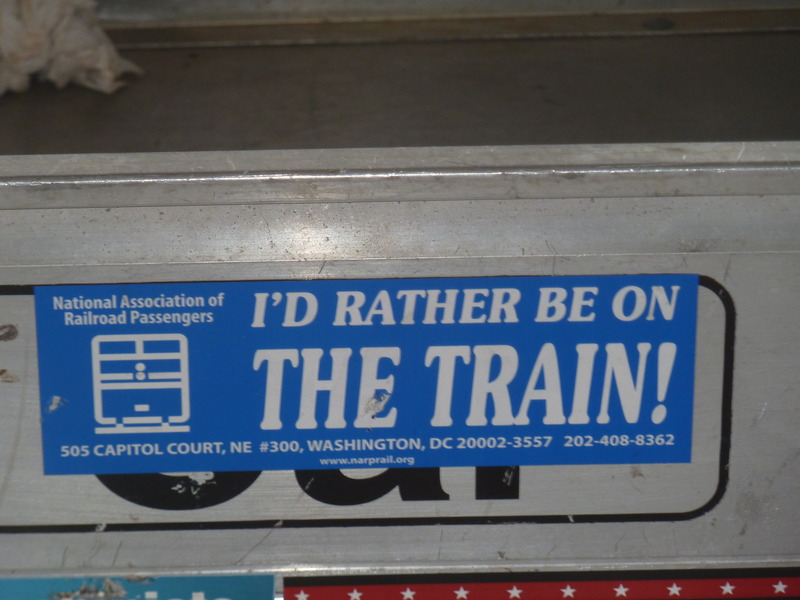 National Association of
Railroad Passengers
I'D RATHER BE ON
THE TRAIN!
505 CAPITOL COURT, NE #300, WASHINGTON, DC 20002-3557 202-408-8362
www.narprail.org